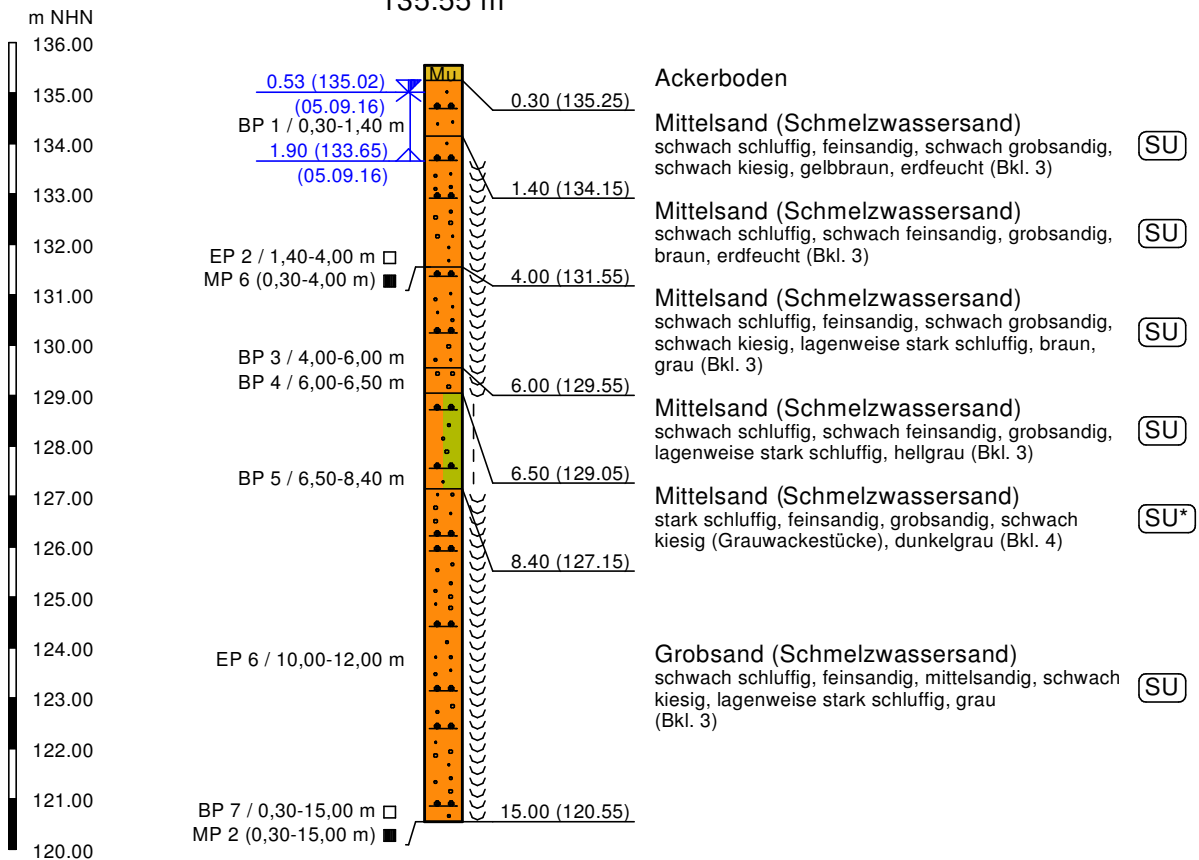 135.55 m
m NHN
136.00
135.00
134.00
133.00
132.00
131.00
130.00
129.00
128.00
127.00
126.00
125.00
124.00
123.00
122.00
121.00
120.00
0.53 (135.02)
(05.09.16)
BP 1 / 0,30-1,40 m
1.90 (133.65)
(05.09.16)
EP 2 / 1,40-4,00 m
MP 6 (0,30-4,00 m)
BP 3 / 4,00-6,00 m
BP 4 / 6,00-6,50 m
BP 5 / 6,50-8,40 m
EP 6 / 10,00-12,00 m
BP 7 / 0,30-15,00 m
MP 2 (0,30-15,00 m)
Mu
0.30 (135.25)
1.40 (134.15)
4.00 (131.55)
6.00 (129.55)
6.50 (129.05)
8.40 (127.15)
15.00 (120.55)
Ackerboden
Mittelsand (Schmelzwassersand)
schwach schluffig, feinsandig, schwach grobsandig,
schwach kiesig, gelbbraun, erdfeucht (Bkl. 3)
SU
Mittelsand (Schmelzwassersand)
schwach schluffig, schwach feinsandig, grobsandig,
braun, erdfeucht (Bkl. 3)
SU
Mittelsand (Schmelzwassersand)
schwach schluffig, feinsandig, schwach grobsandig,
schwach kiesig, lagenweise stark schluffig, braun,
grau (Bkl. 3)
SU
Mittelsand (Schmelzwassersand)
schwach schluffig, schwach feinsandig, grobsandig,
lagenweise stark schluffig, hellgrau (Bkl. 3)
SU
Mittelsand (Schmelzwassersand)
stark schluffig, feinsandig, grobsandig, schwach
kiesig (Grauwackestücke), dunkelgrau (Bkl. 4)
SU*
Grobsand (Schmelzwassersand)
schwach schluffig, feinsandig, mittelsandig, schwach
kiesig, lagenweise stark schluffig, grau
(Bkl. 3)
SU